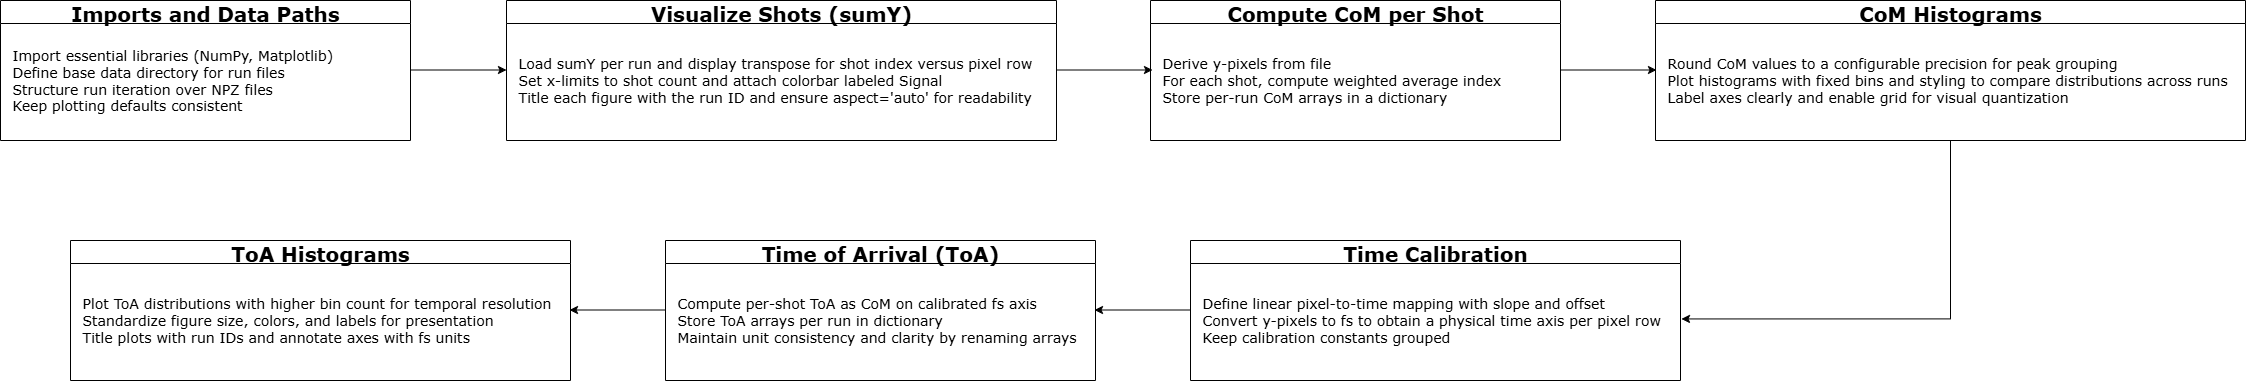 Imports and Data Paths
Import essential libraries (NumPy, Matplotlib)
Define base data directory for run files
Structure run iteration over NPZ files
Keep plotting defaults consistent
Visualize Shots (sumY)
Load sumY per run and display transpose for shot index versus pixel row
Set x-limits to shot count and attach colorbar labeled Signal
Title each figure with the run ID and ensure aspect='auto' for readability
Compute CoM per Shot
Derive y-pixels from file
For each shot, compute weighted average index
Store per-run CoM arrays in a dictionary
CoM Histograms
Round CoM values to a configurable precision for peak grouping
Plot histograms with fixed bins and styling to compare distributions across runs
Label axes clearly and enable grid for visual quantization
Time Calibration
Define linear pixel-to-time mapping with slope and offset
Convert y-pixels to fs to obtain a physical time axis per pixel row
Keep calibration constants grouped
Time of Arrival (ToA)
Compute per-shot ToA as CoM on calibrated fs axis
Store ToA arrays per run in dictionary
Maintain unit consistency and clarity by renaming arrays
ToA Histograms
Plot ToA distributions with higher bin count for temporal resolution
Standardize figure size, colors, and labels for presentation
Title plots with run IDs and annotate axes with fs units